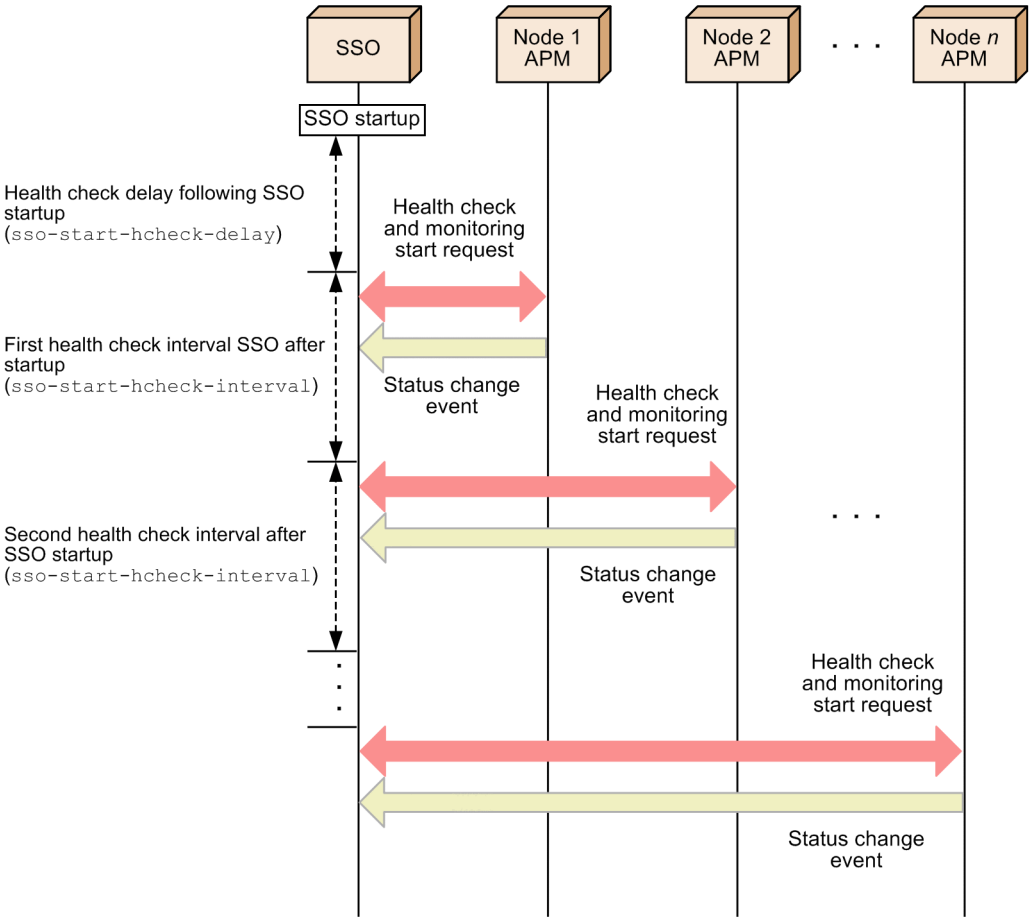 SSO
Node 1
APM
Node 2
APM
. . .
Node n
APM
SSO startup
Health check delay following SSO
startup
(sso-start-hcheck-delay)
Health check
and monitoring
start request
First health check interval SSO after
startup
(sso-start-hcheck-interval)
Status change
event
Health check
and monitoring
start request
Second health check interval after
SSO startup
(sso-start-hcheck-interval)
. . .
Status change
event
Health check
and monitoring
start request
Status change
event